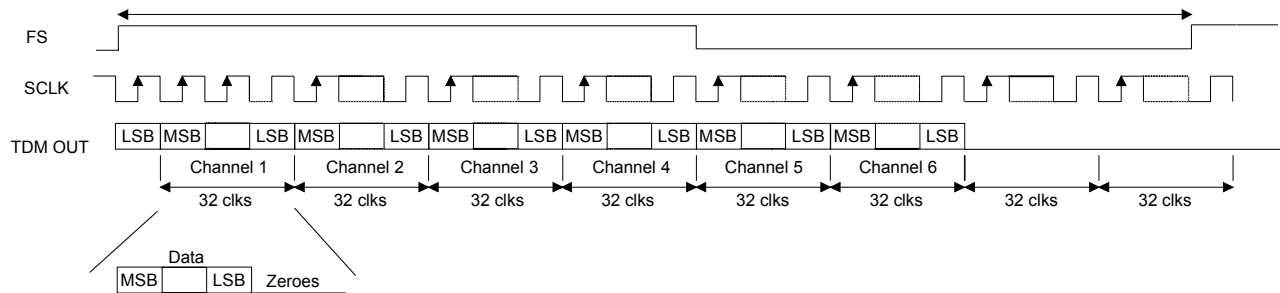 FS
SCLK
TDM OUT
LSB MSB LSB MSB LSB MSB LSB MSB LSB MSB LSB MSB LSB
Channel 1 Channel 2 Channel 3 Channel 4 Channel 5 Channel 6
32 clks 32 clks 32 clks 32 clks 32 clks 32 clks 32 clks 32 clks
Data
MSB LSB Zeroes